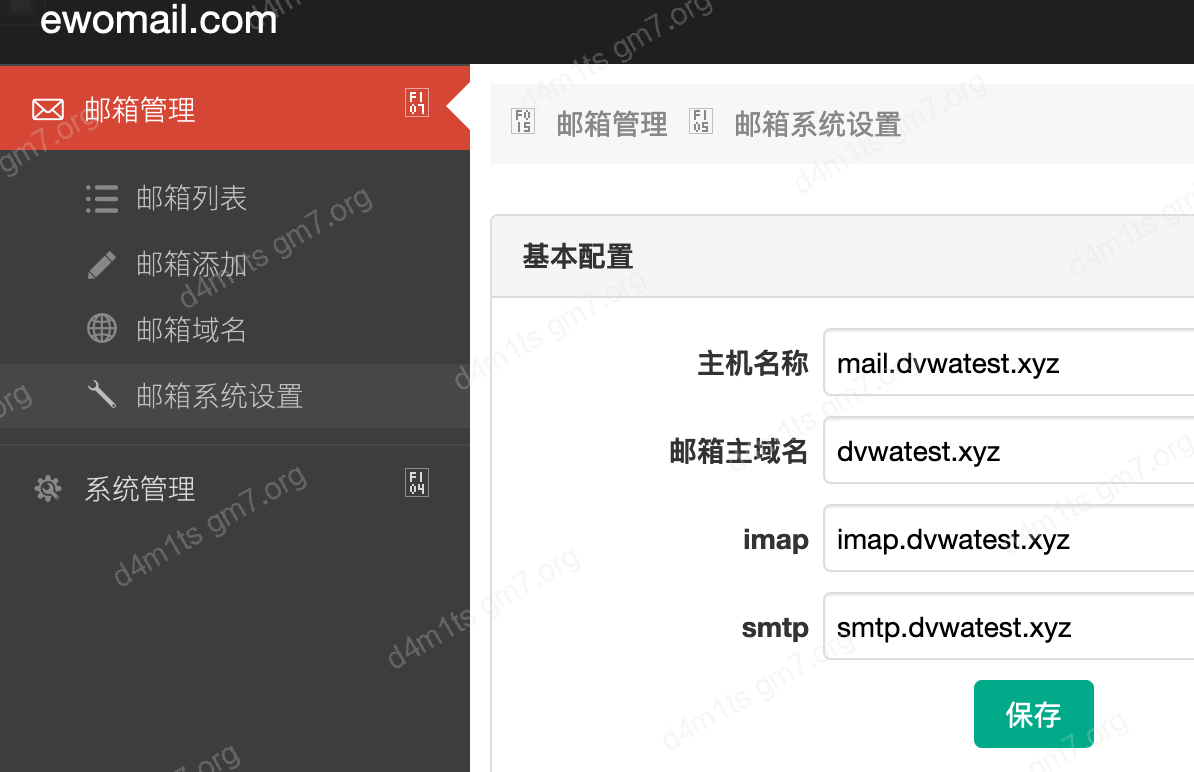 ewomail.com
邮箱管理
邮箱列表
邮箱添加
邮箱域名
邮箱系统设置
系统管理
邮箱管理 邮箱系统设置
基本配置
主机名称 mail.dvwatest.xyz
邮箱主域名 dvwatest.xyz
imap imap.dvwatest.xyz
smtp smtp.dvwatest.xyz
保存
d4m1ts gm7.org